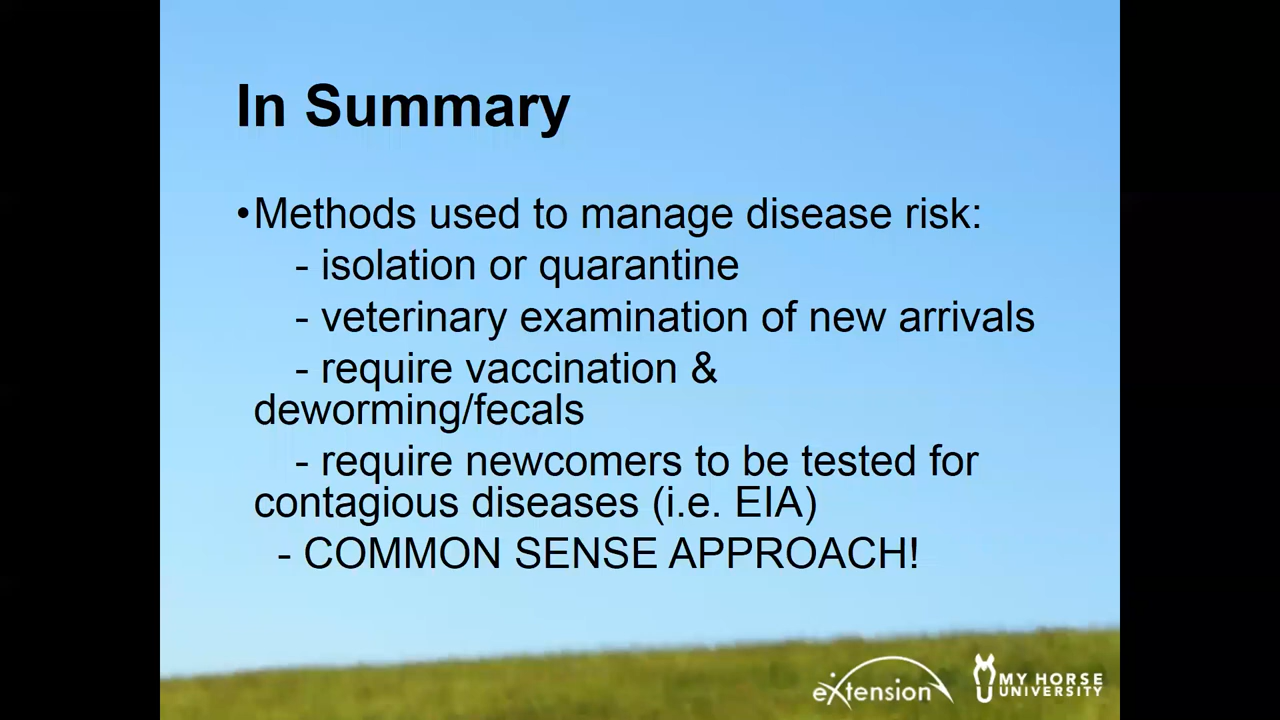 In Summary
•Methods used to manage disease risk:
- isolation or quarantine
- veterinary examination of new arrivals
- require vaccination &
deworming/fecals
- require newcomers to be tested for
contagious diseases (i.e. EIA)
- COMMON SENSE APPROACH!
eXtension
MY HORSE
UNIVERSITY